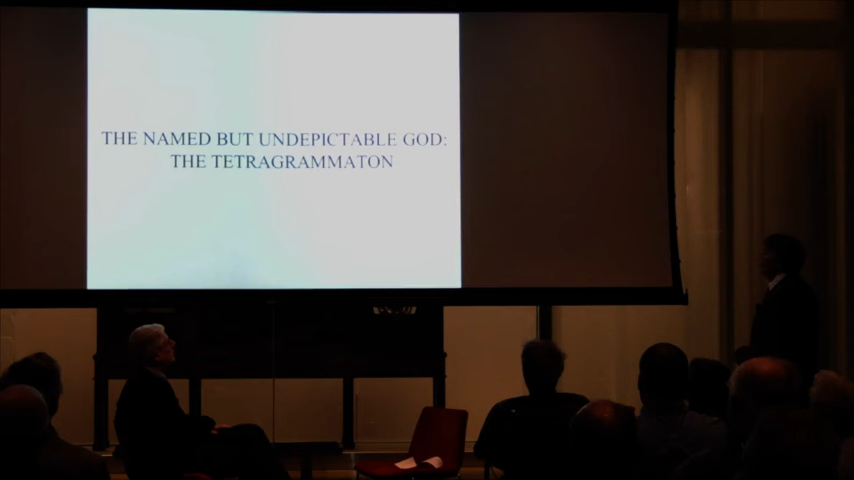 THE NAMED BUT UNDEPICTABLE GOD:
THE TETRAGRAMMATON